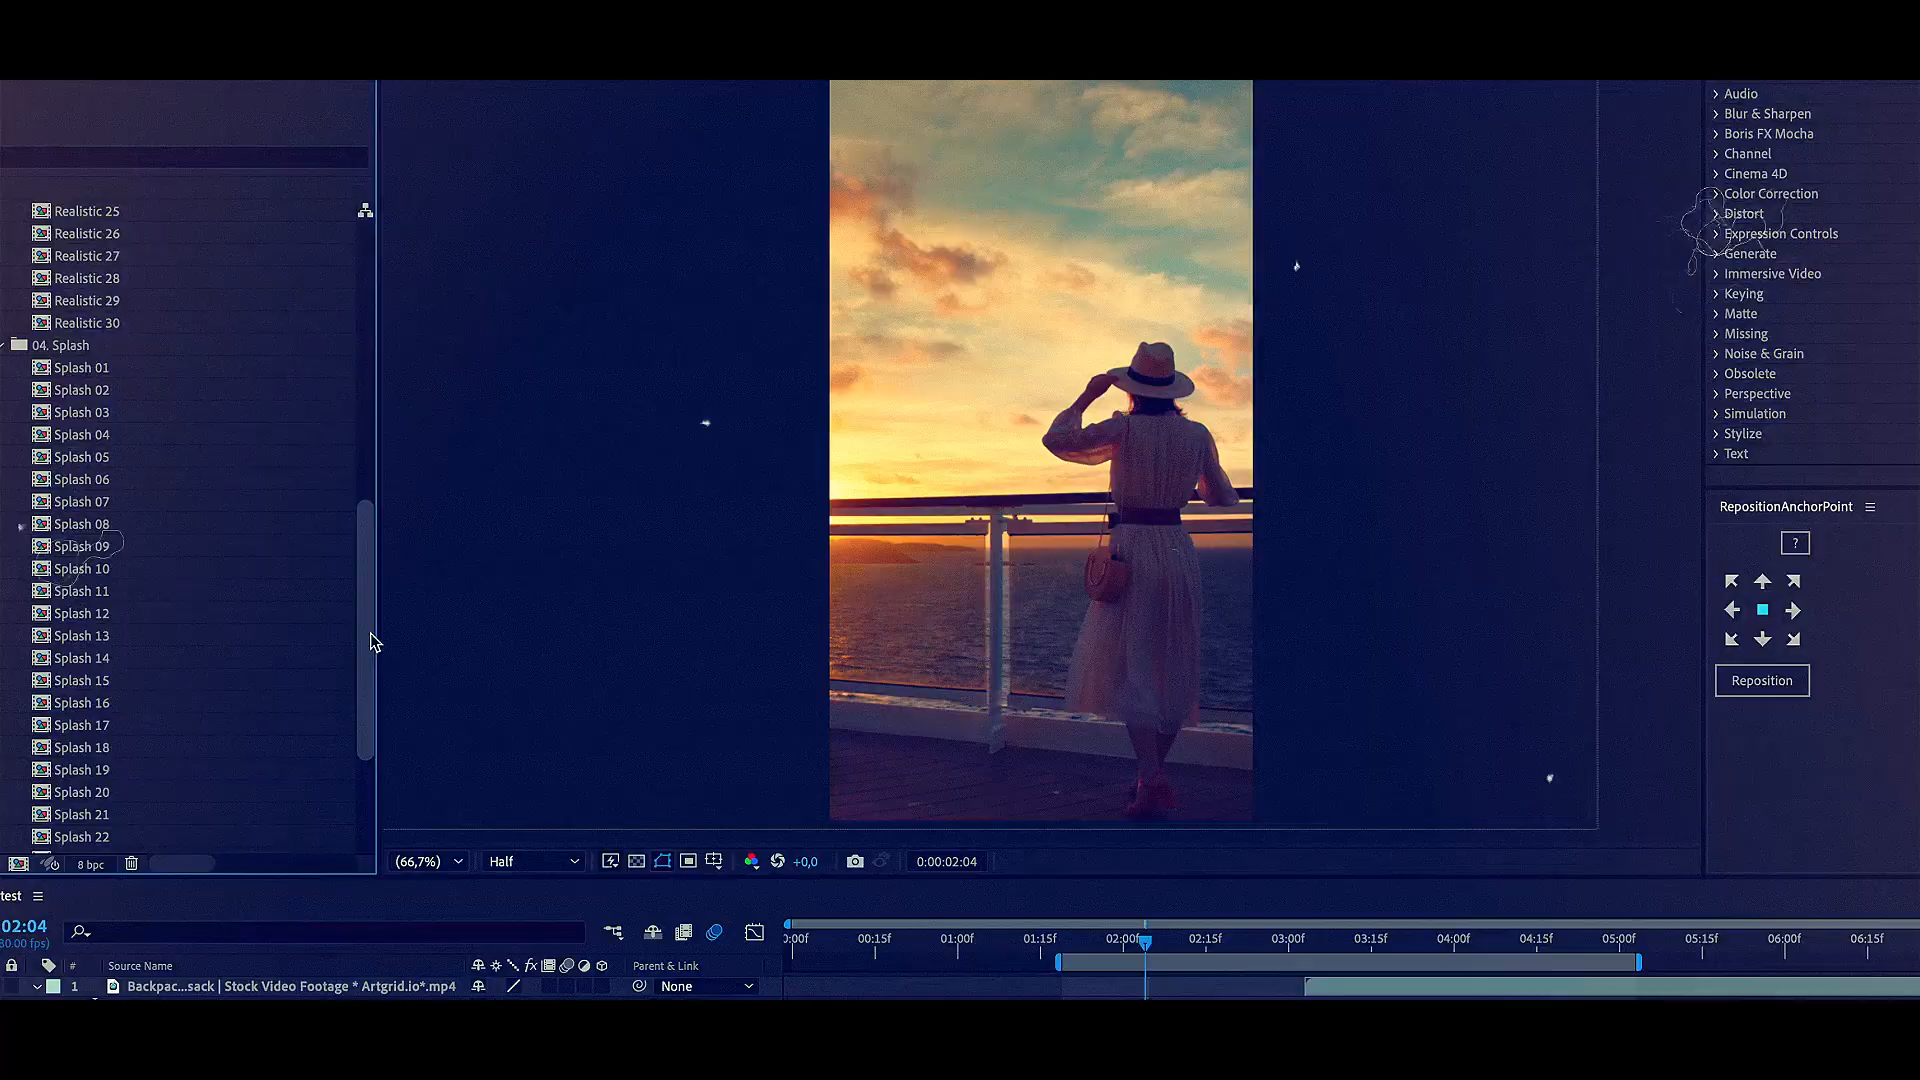 Realistic 25
Realistic 26
Realistic 27
Realistic 28
Realistic 29
Realistic 30
04. Splash
Splash 01
Splash 02
Splash 03
Splash 04
Splash 05
Splash 06
Splash 07
Splash 08
Splash 09
Splash 10
Splash 11
Splash 12
Splash 13
Splash 14
Splash 15
Splash 16
Splash 17
Splash 18
Splash 19
Splash 20
Splash 21
Splash 22
8 bpc
(66,7%)
Half
+0,0
0:00:02:04
Audio
Blur & Sharpen
Boris FX Mocha
Channel
Cinema 4D
Color Correction
Distort
Expression Controls
Generate
Immersive Video
Keying
Matte
Missing
Noise & Grain
Obsolete
Perspective
Simulation
Stylize
Text
RepositionAnchorPoint
?
Reposition
test
02:04
30.00 fps)
# Source Name fx Parent & Link
1 Backpac...sack | Stock Video Footage * Artgrid.io*.mp4 None
0:00f 00:15f 01:00f 01:15f 02:00f 02:15f 03:00f 03:15f 04:00f 04:15f 05:00f 05:15f 06:00f 06:15f